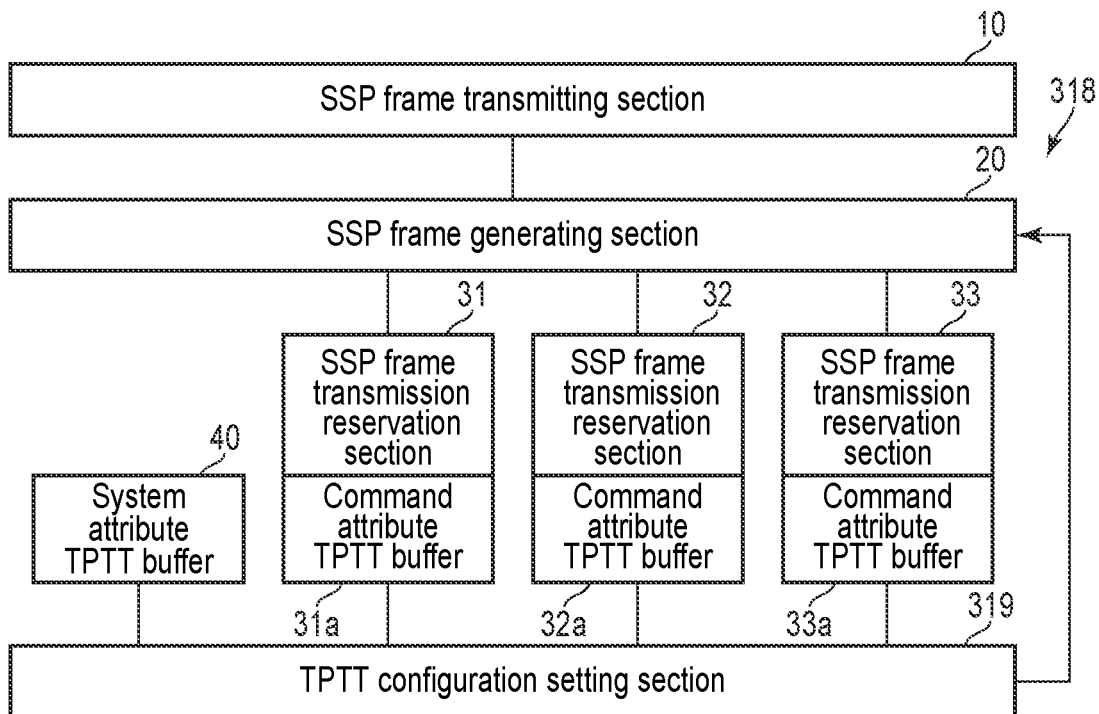 10
SSP frame transmitting section
318
20
SSP frame generating section
31
32
33
SSP frame
transmission
reservation
section
SSP frame
transmission
reservation
section
SSP frame
transmission
reservation
section
40
System
attribute
TPTT buffer
Command
attribute
TPTT buffer
Command
attribute
TPTT buffer
Command
attribute
TPTT buffer
31a
32a
33a
319
TPTT configuration setting section